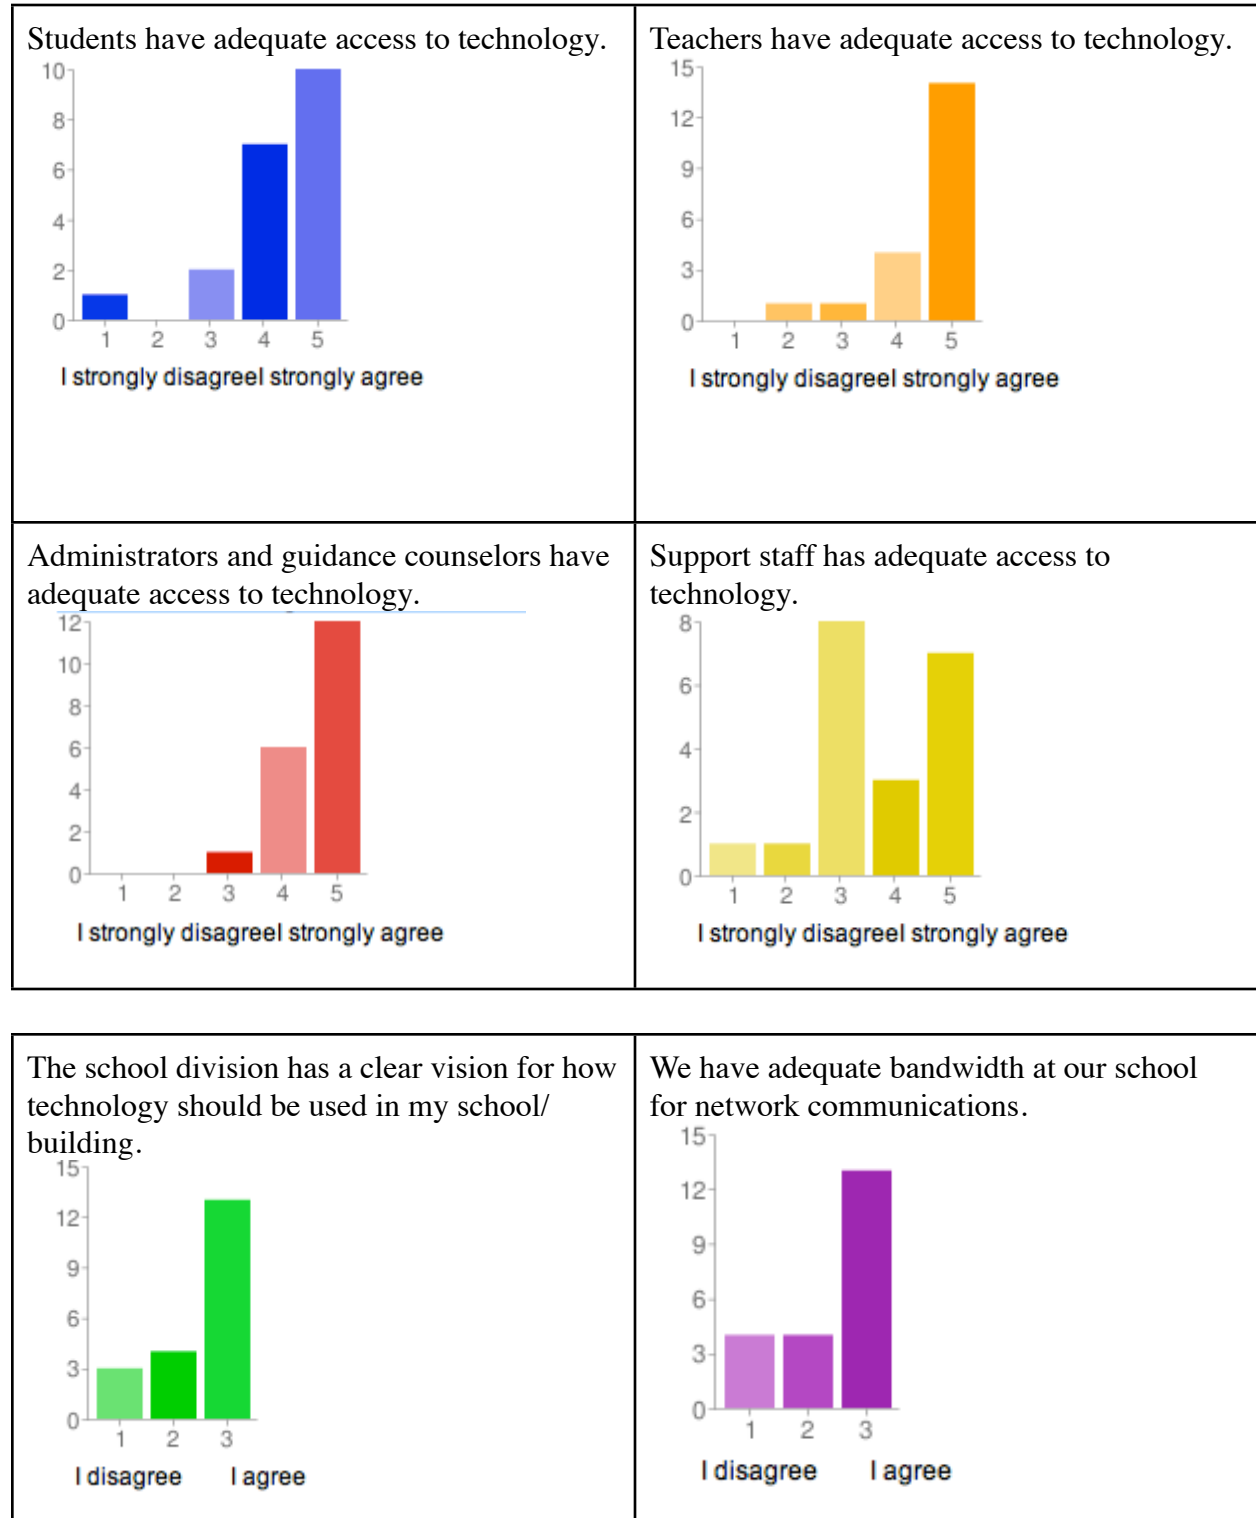 Students have adequate access to technology.
10
8
6
4
2
0
1 2 3 4 5
I strongly disagreeI strongly agree
Teachers have adequate access to technology.
15
12
9
6
3
0
1 2 3 4 5
I strongly disagreeI strongly agree
Administrators and guidance counselors have
adequate access to technology.
12
10
8
6
4
2
0
1 2 3 4 5
I strongly disagreeI strongly agree
Support staff has adequate access to
technology.
8
6
4
2
0
1 2 3 4 5
I strongly disagreeI strongly agree
The school division has a clear vision for how
technology should be used in my school/
building.
15
12
9
6
3
0
1 2 3
I disagree I agree
We have adequate bandwidth at our school
for network communications.
15
12
9
6
3
0
1 2 3
I disagree I agree